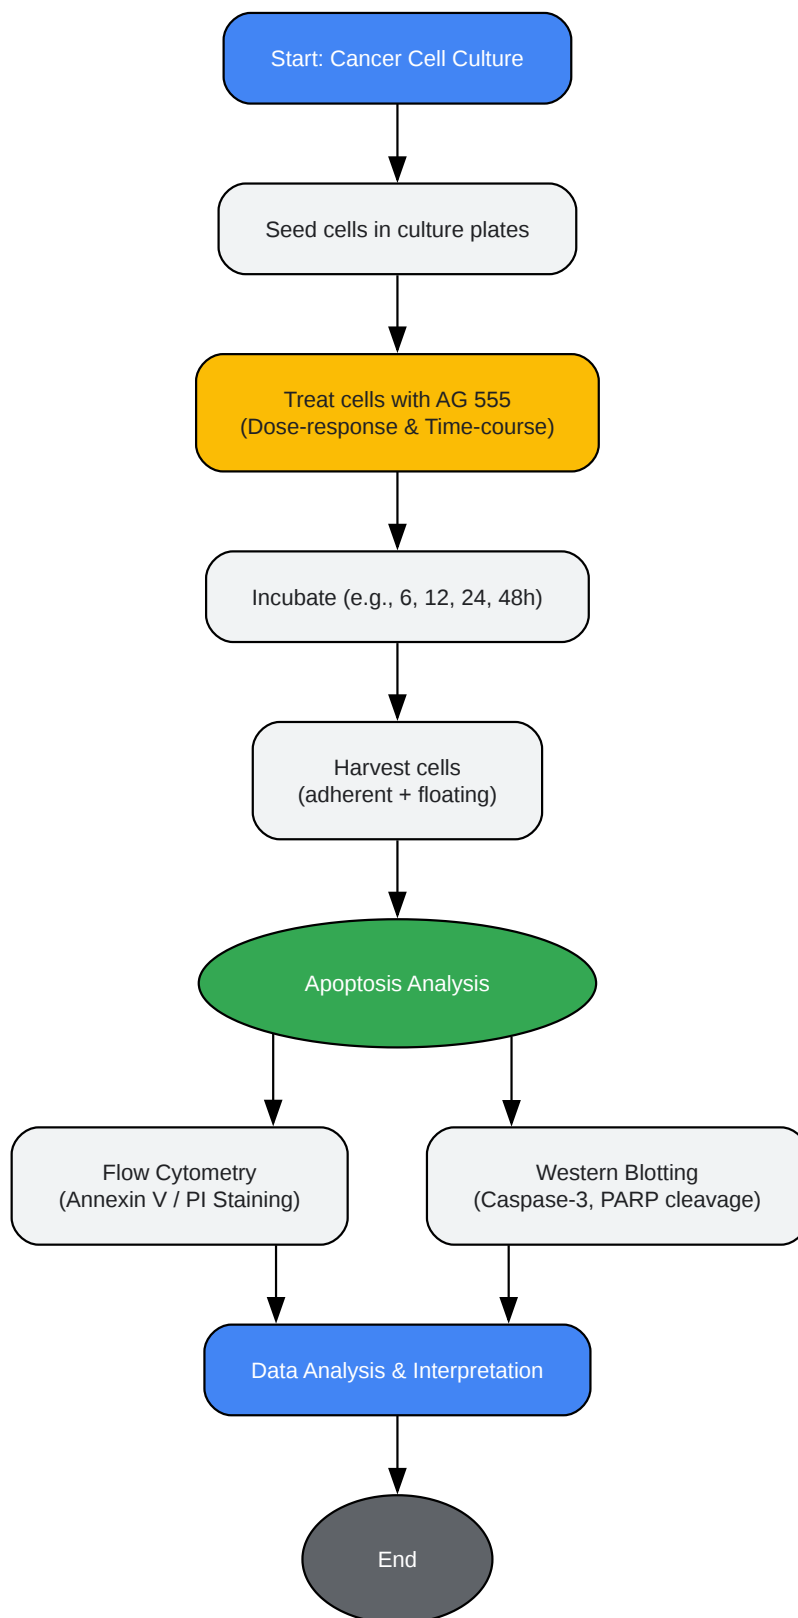 Start: Cancer Cell Culture
Seed cells in culture plates
Treat cells with AG 555
(Dose-response & Time-course)
Incubate (e.g., 6, 12, 24, 48h)
Harvest cells
(adherent + floating)
Apoptosis Analysis
Flow Cytometry
(Annexin V / PI Staining)
Western Blotting
(Caspase-3, PARP cleavage)
Data Analysis & Interpretation
End